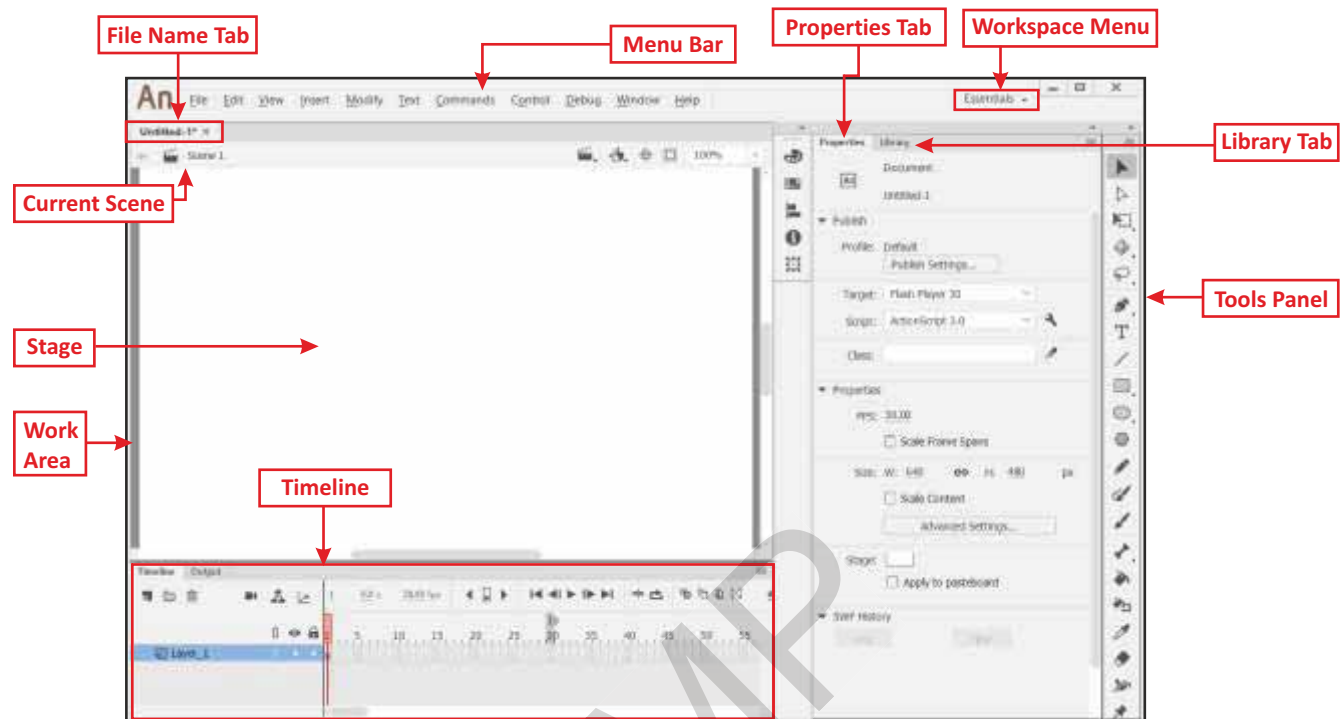 File Name Tab
Menu Bar
Properties Tab
Workspace Menu
An File Edit View Insert Modify Text Commands Control Debug Window Help
Essentials
Untitled-1* ×
Scene 1
100%
Properties Library
Library Tab
Document
Untitled-1
Current Scene
Publish
Profile: Default
Publish Settings...
Target: Flash Player 30
Tools Panel
Script: ActionScript 3.0
Stage
Class:
Properties
FPS: 30.00
Scale Frame Spans
Work
Area
Size: W: 640 H: 480 px
Scale Content
Timeline
Advanced Settings...
Stage:
Apply to pasteboard
Timeline Output
SWF History
5 10 15 20 25 30 35 40 45 50 55
Layer_1
MP